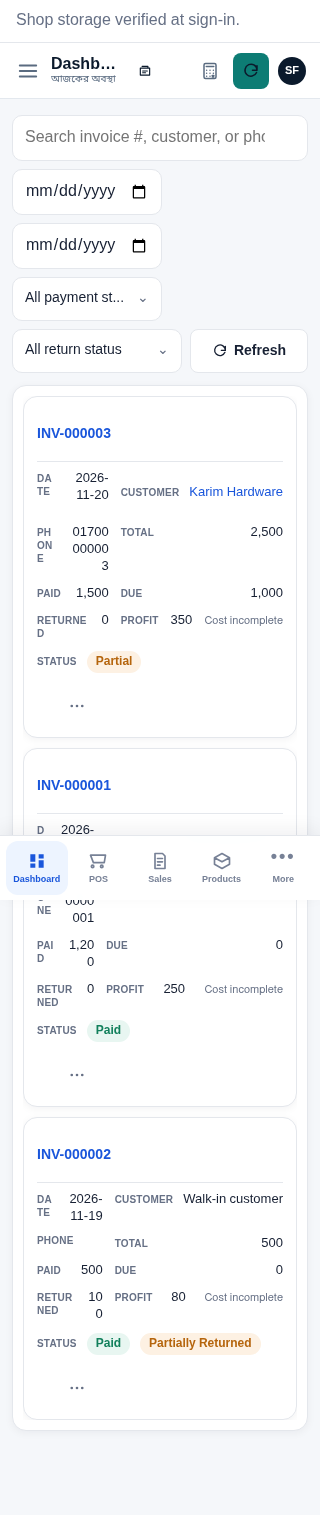 Shop storage verified at sign-in.
Dashb...
আজকের অবস্থা
SF
Search invoice #, customer, or pho
mm/dd/yyyy
mm/dd/yyyy
All payment st...
All return status
Refresh
INV-000003
DA
TE
2026-
11-20
CUSTOMER Karim Hardware
PH
ON
E
01700
00000
3
TOTAL 2,500
PAID 1,500 DUE 1,000
RETURNE
D
0 PROFIT 350 Cost incomplete
STATUS Partial
...
INV-000001
D 2026-
Dashboard POS Sales Products More
NE
0000
001
PAI
D
1,20
0
DUE 0
RETUR
NED
0 PROFIT 250 Cost incomplete
STATUS Paid
...
INV-000002
DA
TE
2026-
11-19
CUSTOMER Walk-in customer
PHONE TOTAL 500
PAID 500 DUE 0
RETUR
NED
10
0
PROFIT 80 Cost incomplete
STATUS Paid Partially Returned
...